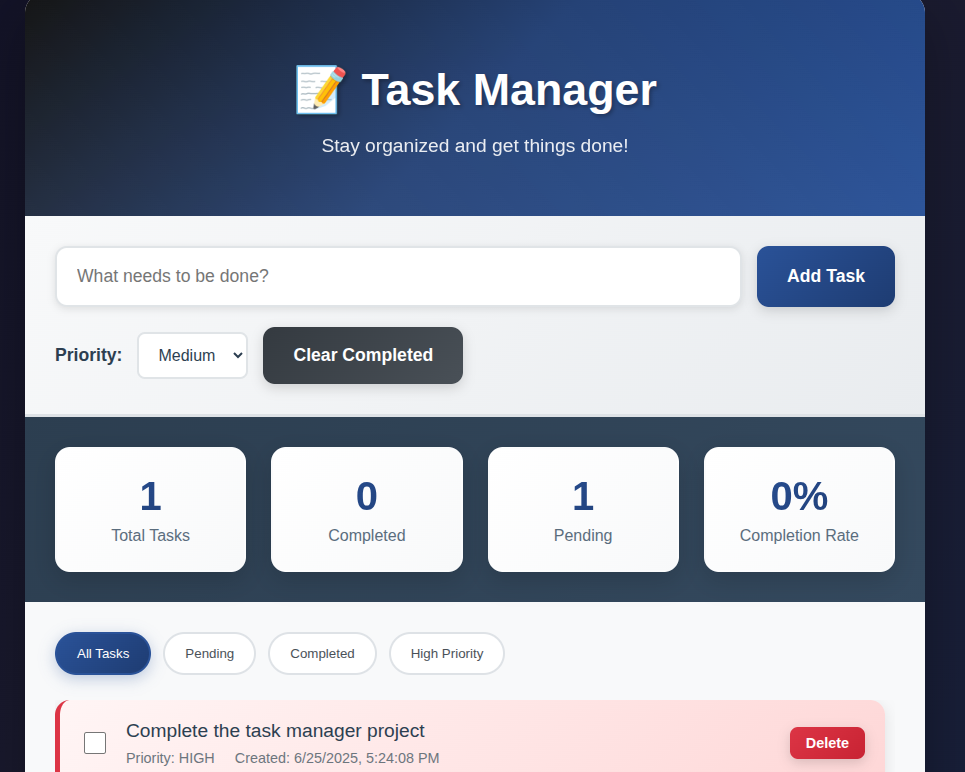 📝 Task Manager
Stay organized and get things done!
What needs to be done?
Add Task
Priority:
Medium
Clear Completed
1
Total Tasks
0
Completed
1
Pending
0%
Completion Rate
All Tasks
Pending
Completed
High Priority
Complete the task manager project
Priority: HIGH Created: 6/25/2025, 5:24:08 PM
Delete